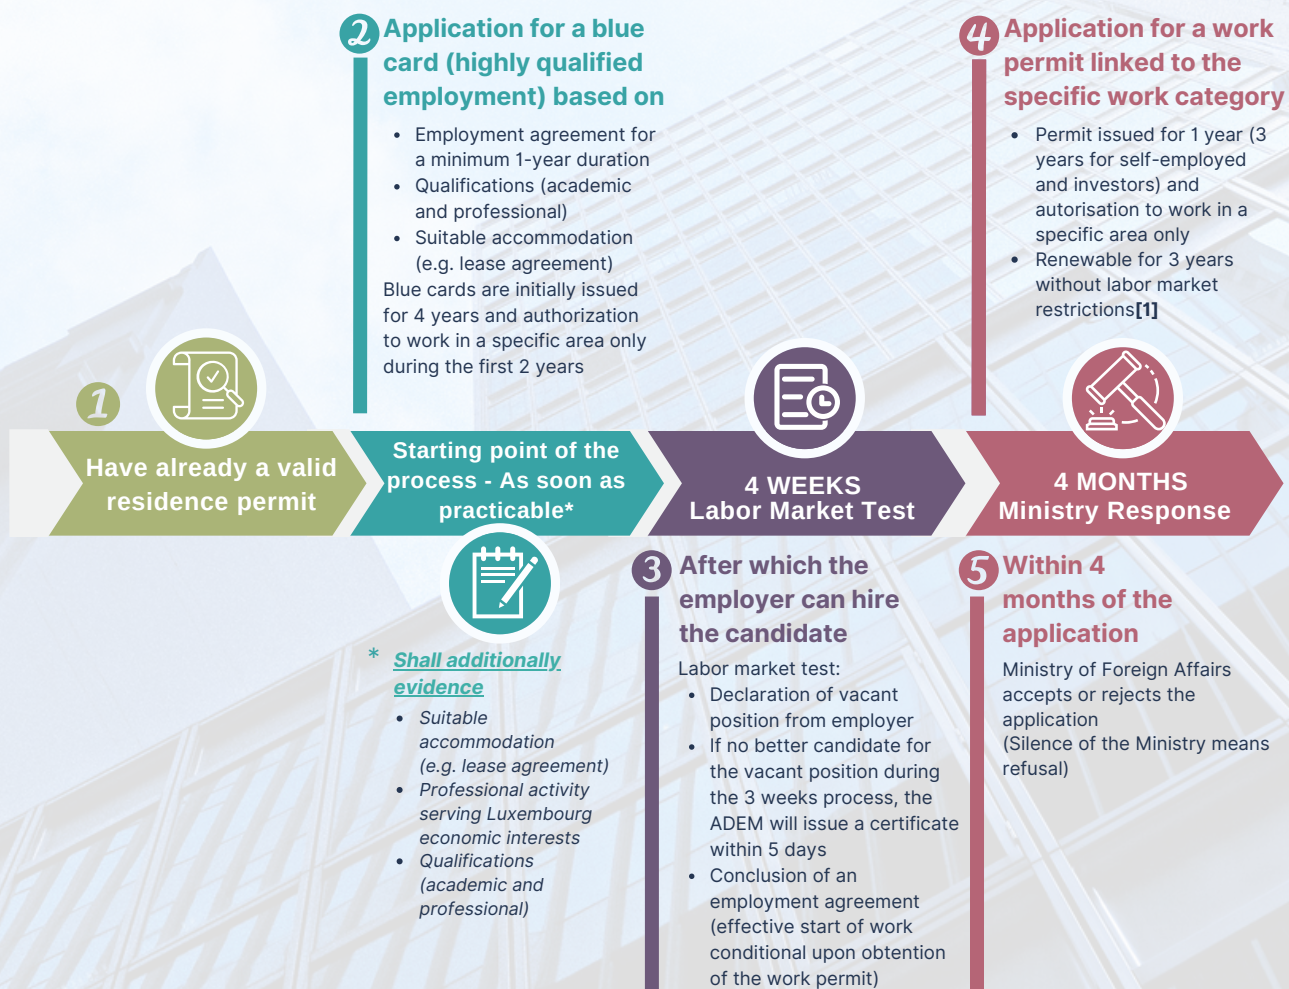 2 Application for a blue
card (highly qualified
employment) based on
• Employment agreement for
a minimum 1-year duration
• Qualifications (academic
and professional)
• Suitable accommodation
(e.g. lease agreement)
Blue cards are initially issued
for 4 years and authorization
to work in a specific area only
during the first 2 years
4 Application for a work
permit linked to the
specific work category
• Permit issued for 1 year (3
years for self-employed
and investors) and
autorisation to work in a
specific area only
• Renewable for 3 years
without labor market
restrictions[1]
1
Have already a valid
residence permit
Starting point of the
process - As soon as
practicable*
4 WEEKS
Labor Market Test
4 MONTHS
Ministry Response
* Shall additionally
evidence
• Suitable
accommodation
(e.g. lease agreement)
• Professional activity
serving Luxembourg
economic interests
• Qualifications
(academic and
professional)
3 After which the
employer can hire
the candidate
Labor market test:
• Declaration of vacant
position from employer
• If no better candidate for
the vacant position during
the 3 weeks process, the
ADEM will issue a certificate
within 5 days
• Conclusion of an
employment agreement
(effective start of work
conditional upon obtention
of the work permit)
5 Within 4
months of the
application
Ministry of Foreign Affairs
accepts or rejects the
application
(Silence of the Ministry means
refusal)